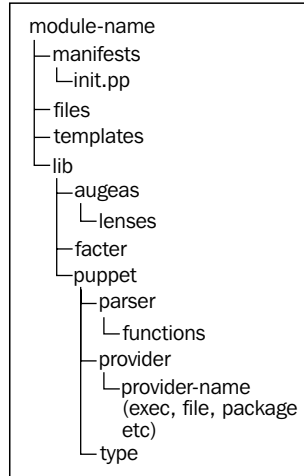 module-name
manifests
init.pp
files
templates
lib
augeas
lenses
facter
puppet
parser
functions
provider
provider-name
(exec, file, package
etc)
type